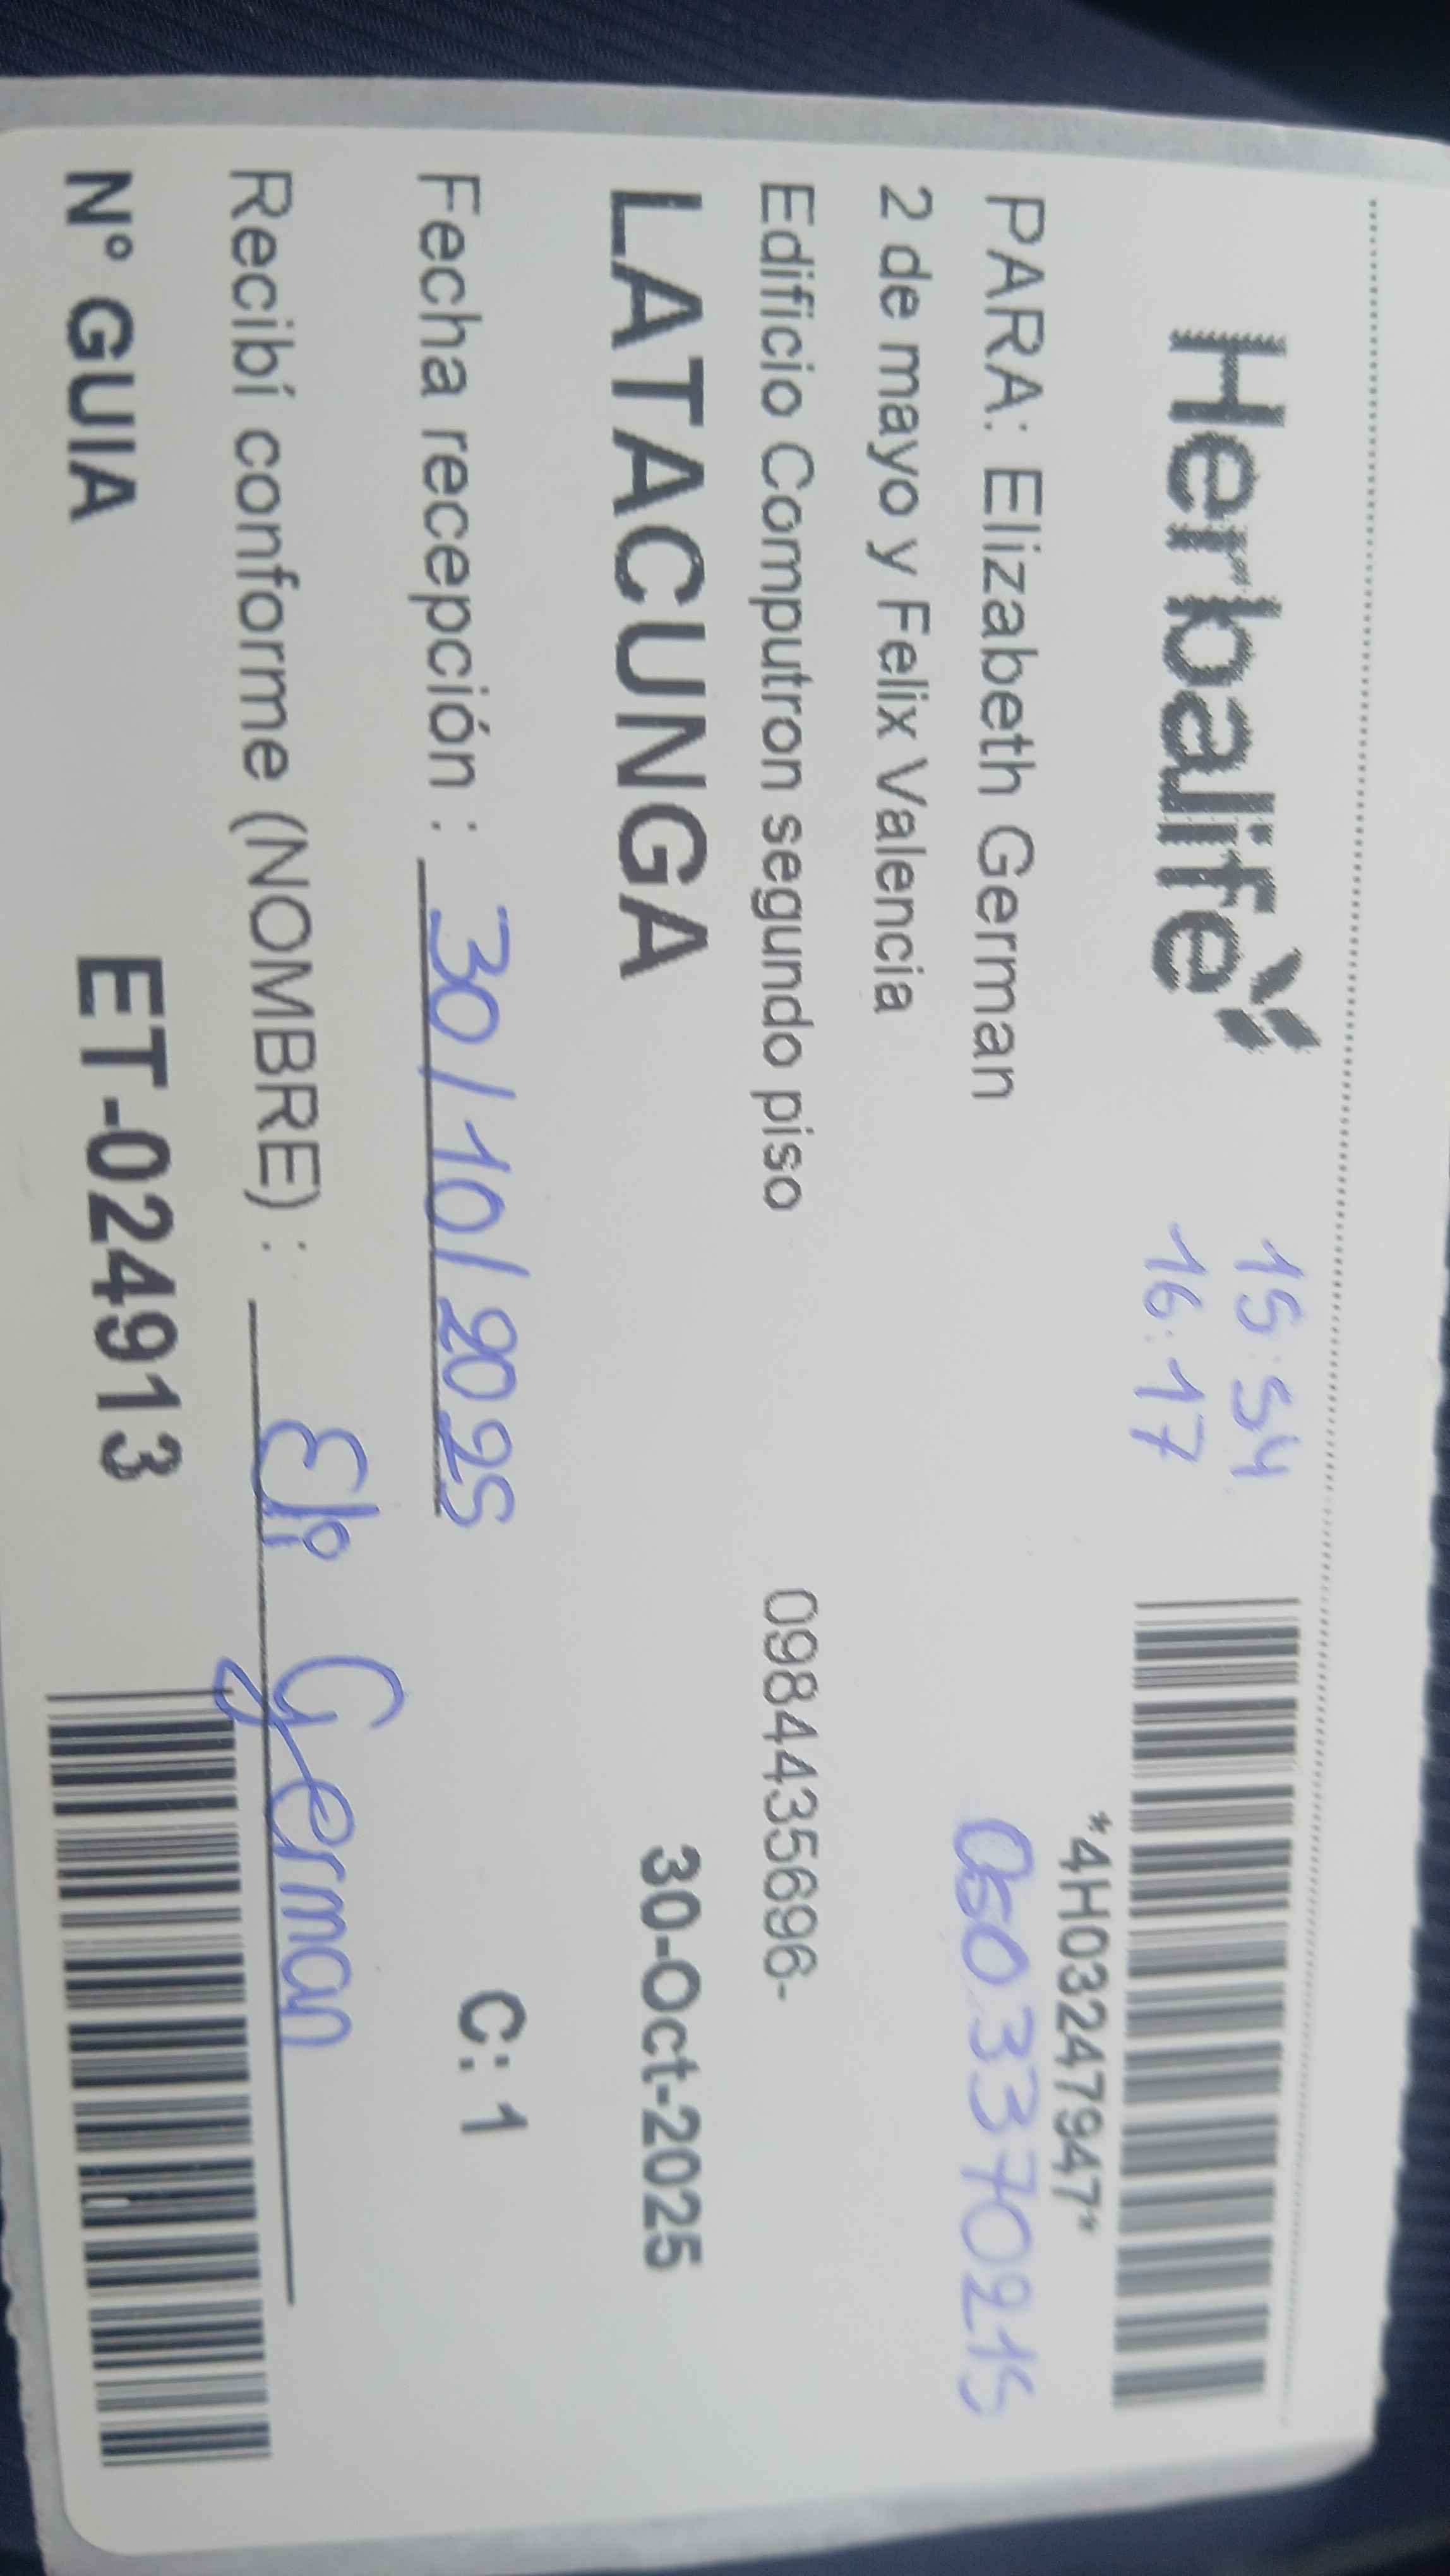 Herbalife
15:54
16:17
*4H03247947*
PARA: Elizabeth German
0503370215
2 de mayo y Felix Valencia
Edificio Computron segundo piso 0984435696-
LATACUNGA 30-Oct-2025
Fecha recepción : 30/10/2025 C: 1
Recibí conforme (NOMBRE) : Eli German
N° GUIA ET-024913